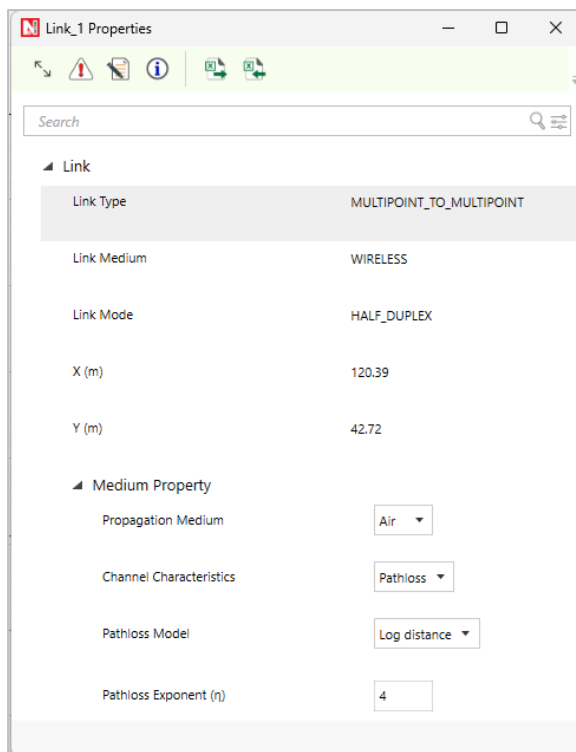 Link_1 Properties
Search
Link
Link Type MULTIPOINT_TO_MULTIPOINT
Link Medium WIRELESS
Link Mode HALF_DUPLEX
X (m) 120.39
Y (m) 42.72
Medium Property
Propagation Medium Air
Channel Characteristics Pathloss
Pathloss Model Log distance
Pathloss Exponent (η) 4